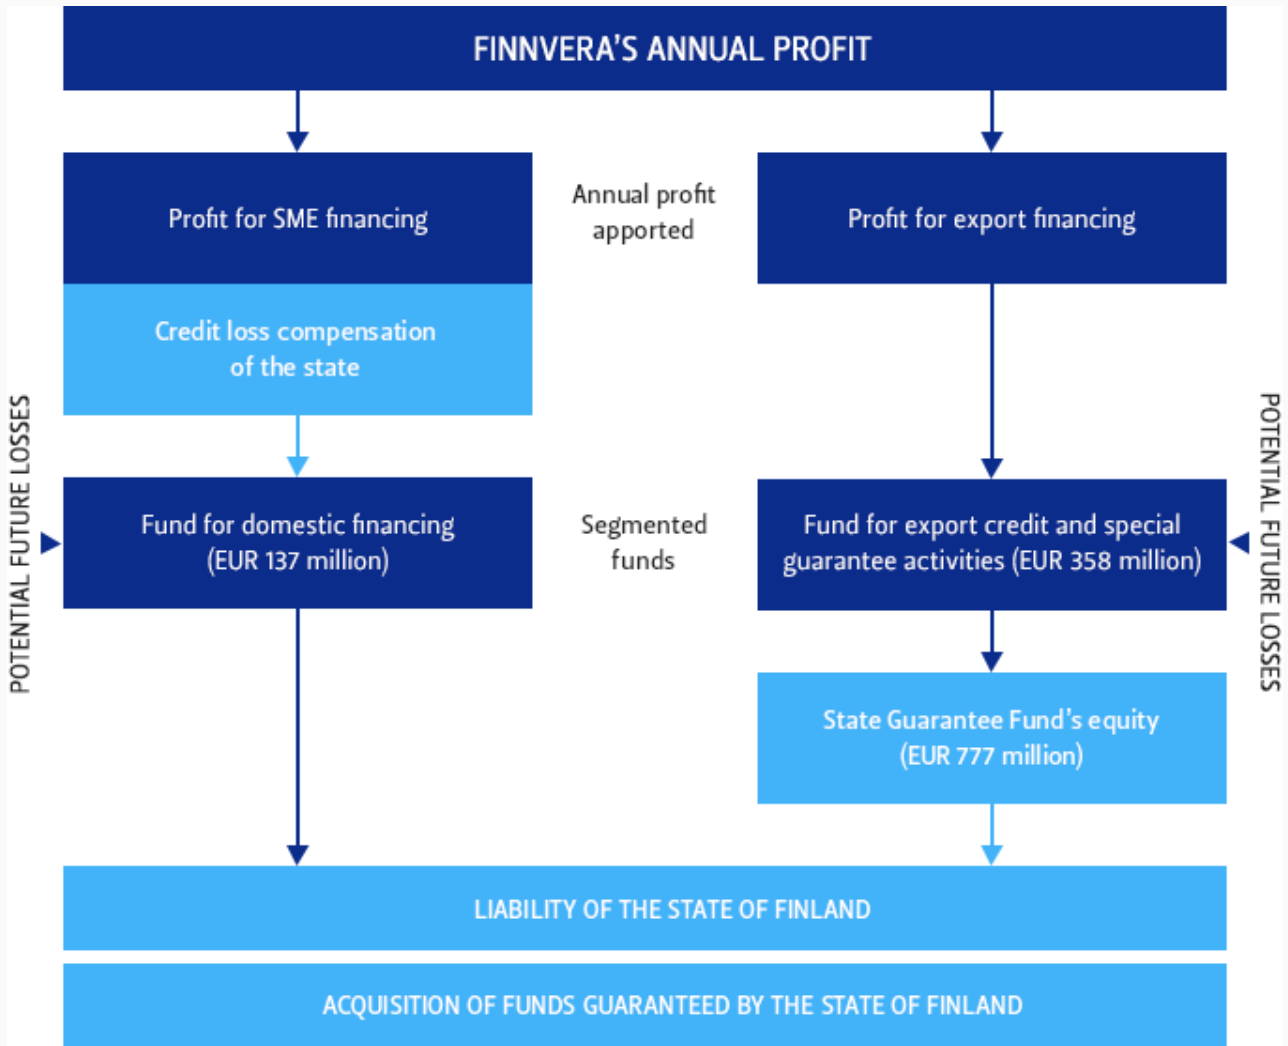 FINNVERA’S ANNUAL PROFIT
Profit for SME financing
Annual profit
apported
Profit for export financing
Credit loss compensation
of the state
POTENTIAL FUTURE LOSSES
Fund for domestic financing
(EUR 137 million)
Segmented
funds
Fund for export credit and special
guarantee activities (EUR 358 million)
POTENTIAL FUTURE LOSSES
State Guarantee Fund’s equity
(EUR 777 million)
LIABILITY OF THE STATE OF FINLAND
ACQUISITION OF FUNDS GUARANTEED BY THE STATE OF FINLAND